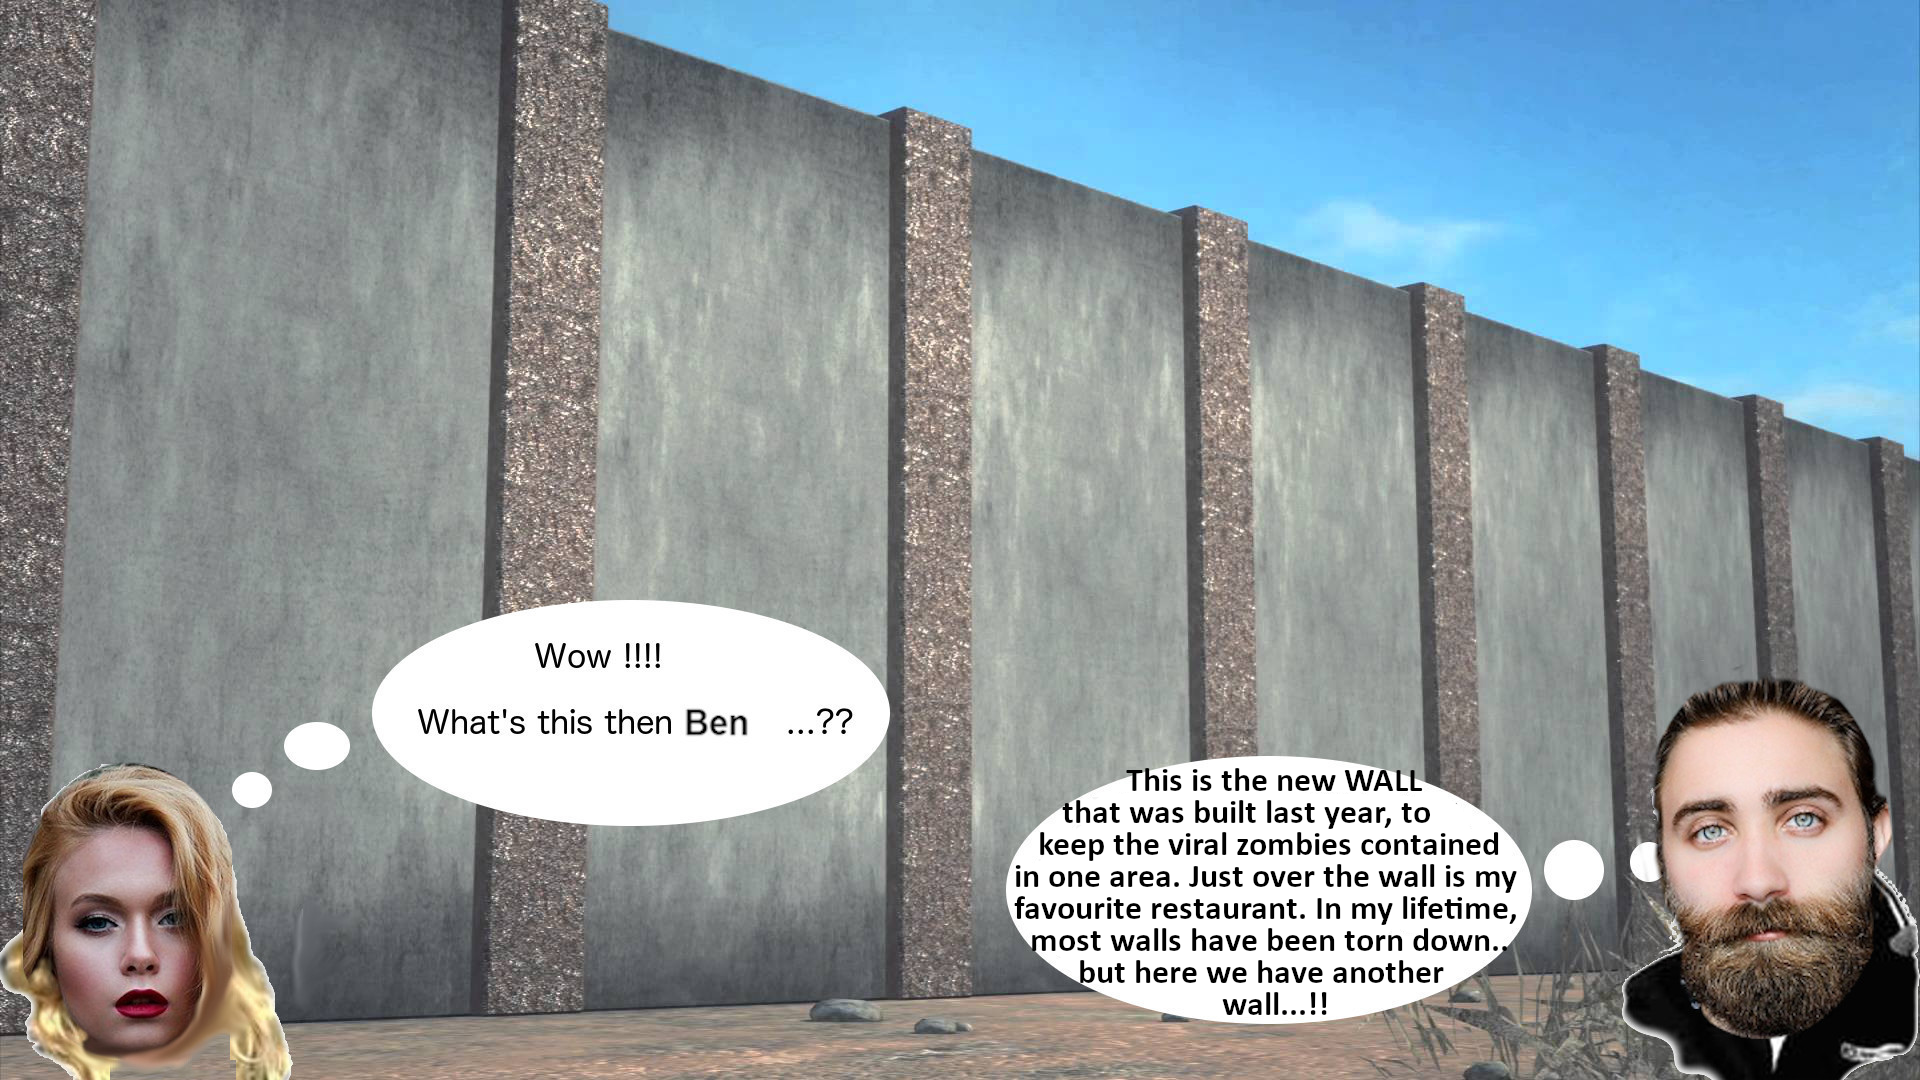 Wow !!!!
What's this then Ben ...??
This is the new WALL
that was built last year, to
keep the viral zombies contained
in one area. Just over the wall is my
favourite restaurant. In my lifetime,
most walls have been torn down..
but here we have another
wall...!!